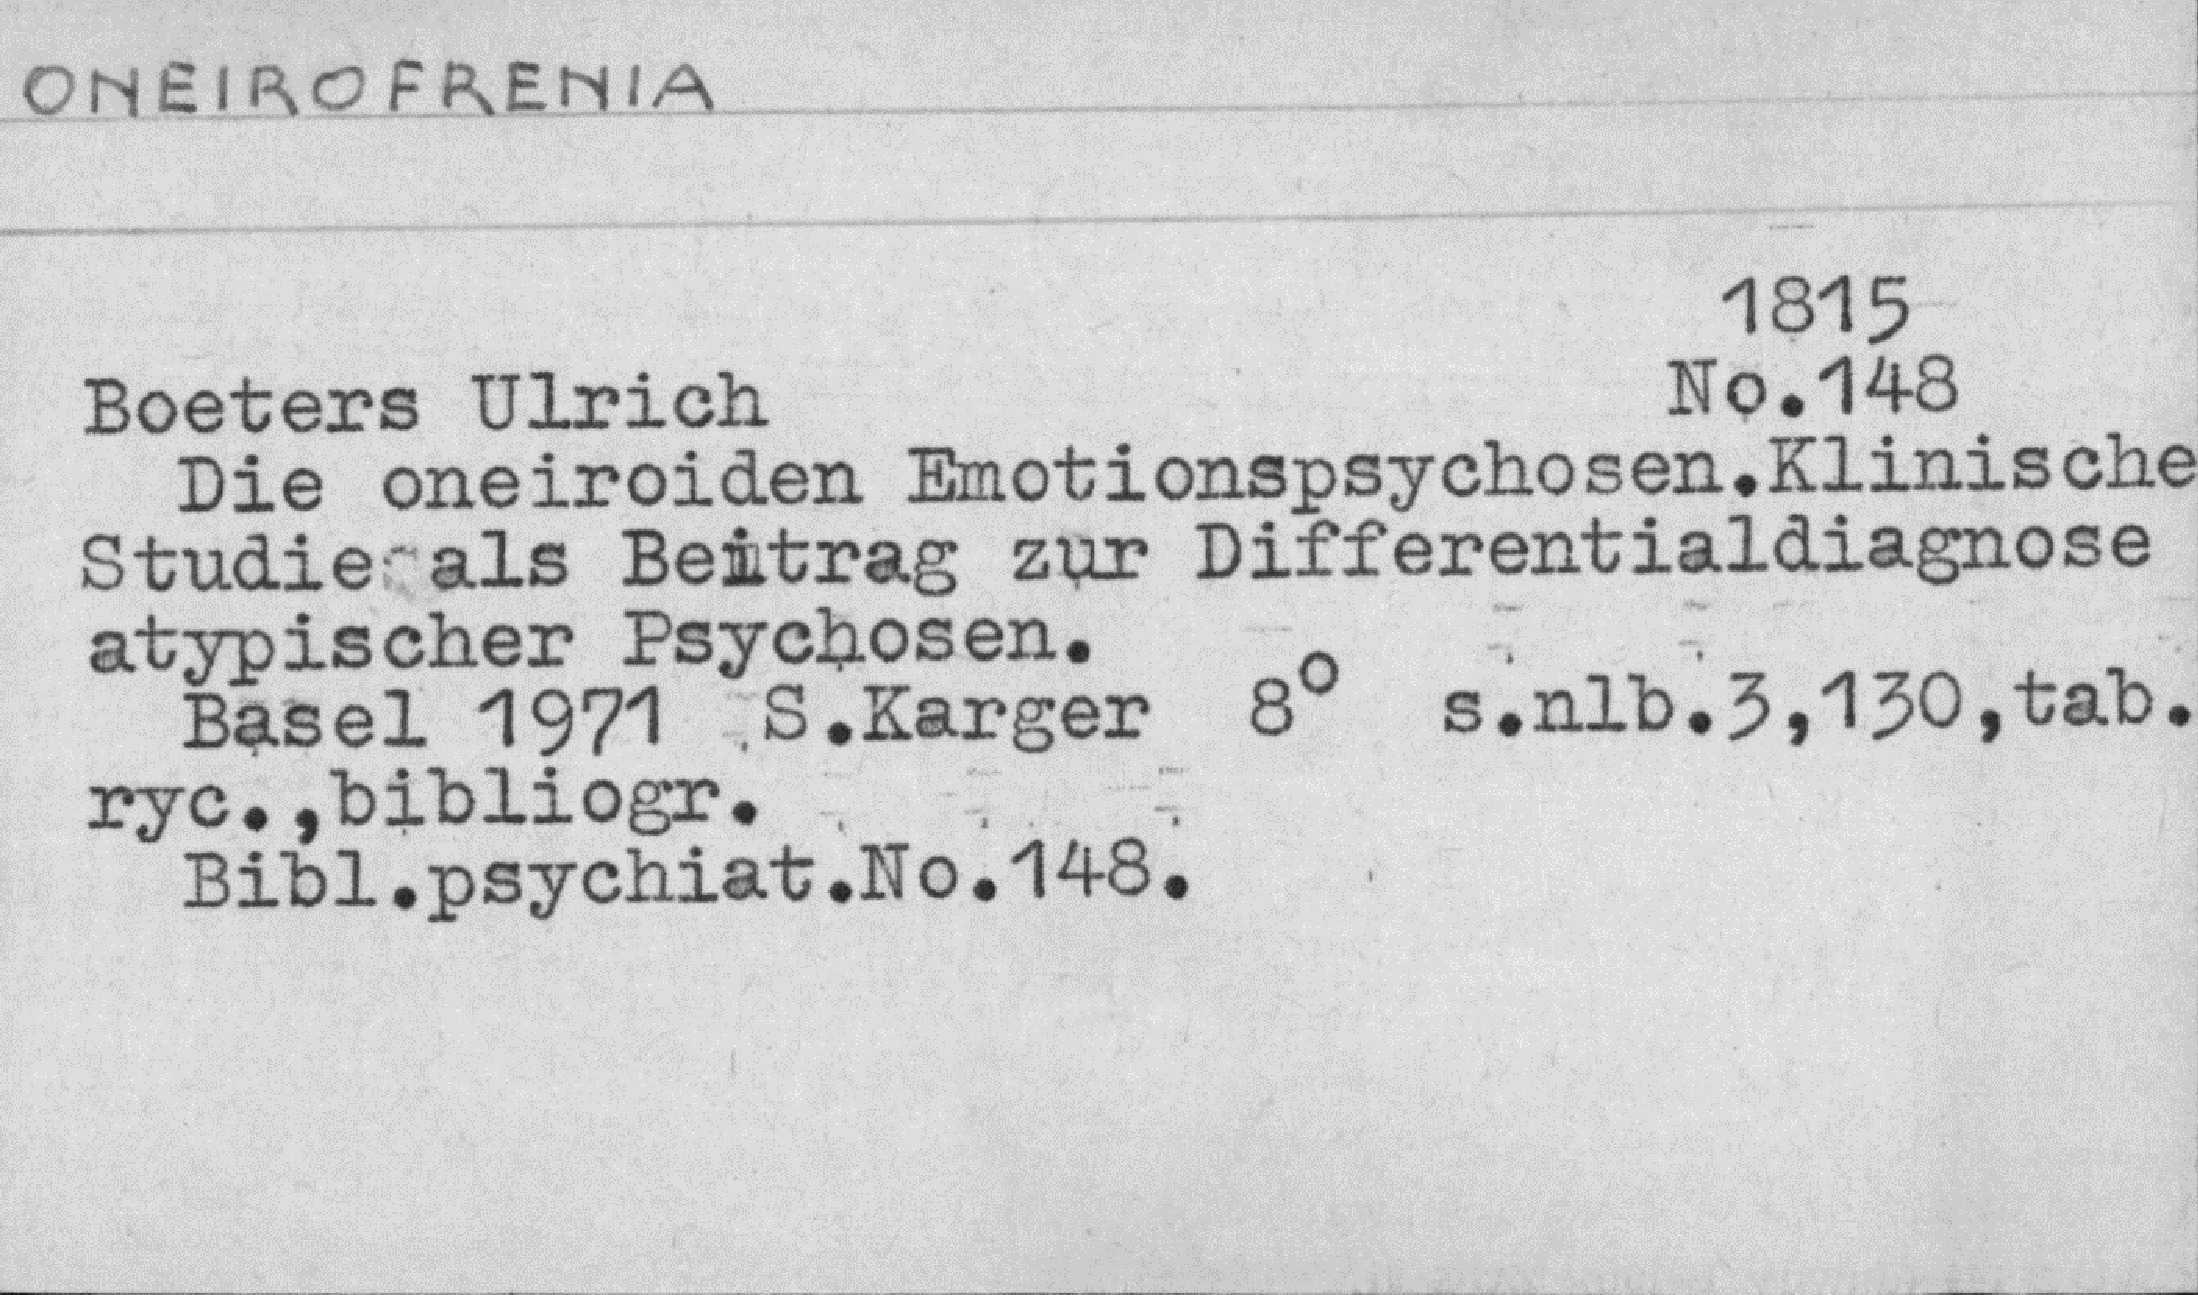 ONEIROFRENIA
1815
No.148
Boeters Ulrich
Die oneiroiden Emotionspsychosen.Klinische
Studie als Beitrag zur Differentialdiagnose
atypischer Psychosen.
Basel 1971 S.Karger 8° s.nlb.3,130,tab.
ryc.,bibliogr.
Bibl.psychiat.No.148.